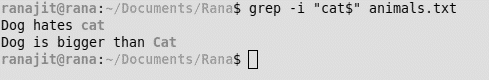 ranajit@rana:~/Documents/Rana$ grep -i "cat$" animals.txt
Dog hates cat
Dog is bigger than Cat
ranajit@rana:~/Documents/Rana$